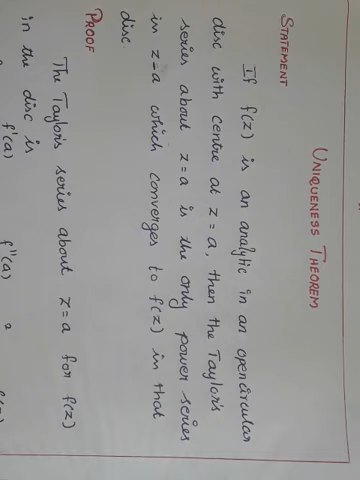 UNIQUENESS THEOREM
STATEMENT
If f(z) is an analytic in an opencircular
disc with centre at z = a, then the Taylor's
series about z = a is the only power series
in z = a which converges to f(z) in that
disc.
PROOF
The Taylor's series about z = a for f(z)
in the disc is
f'(a) f''(a)